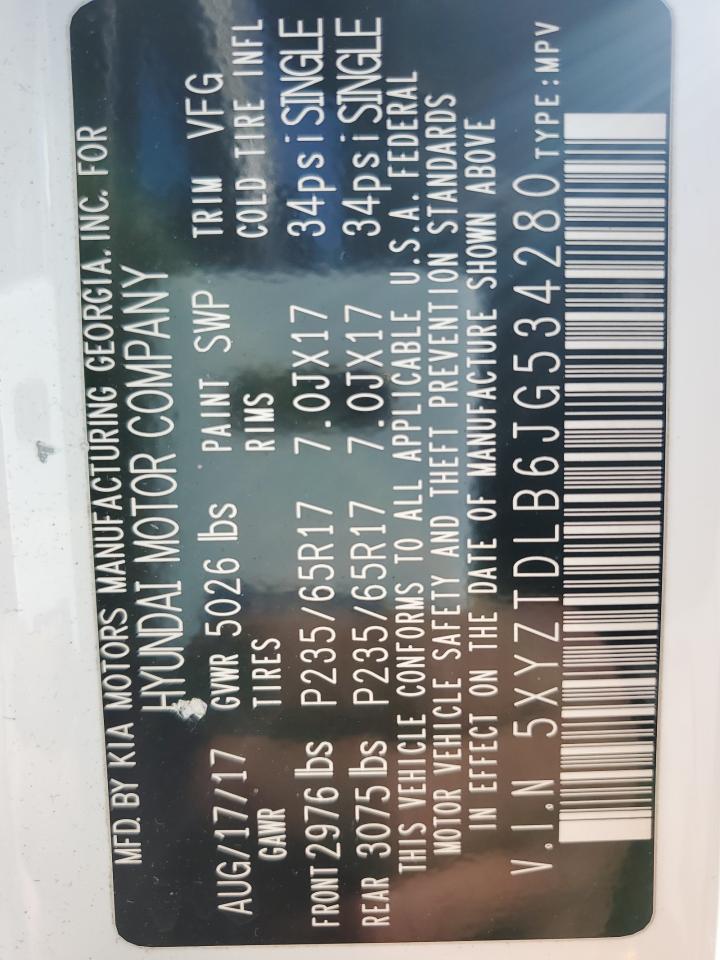 MFD. BY KIA MOTORS MANUFACTURING GEORGIA, INC. FOR
HYUNDAI MOTOR COMPANY
AUG/17/17 GVWR 5026 lbs PAINT SWP TRIM VFG
GAWR TIRES RIMS COLD TIRE INFL
FRONT 2976 lbs P235/65R17 7.0JX17 34psi SINGLE
REAR 3075 lbs P235/65R17 7.0JX17 34psi SINGLE
THIS VEHICLE CONFORMS TO ALL APPLICABLE U.S.A. FEDERAL
MOTOR VEHICLE SAFETY AND THEFT PREVENTION STANDARDS
IN EFFECT ON THE DATE OF MANUFACTURE SHOWN ABOVE
V.I.N 5XYZTDLB6JG534280 TYPE:MPV